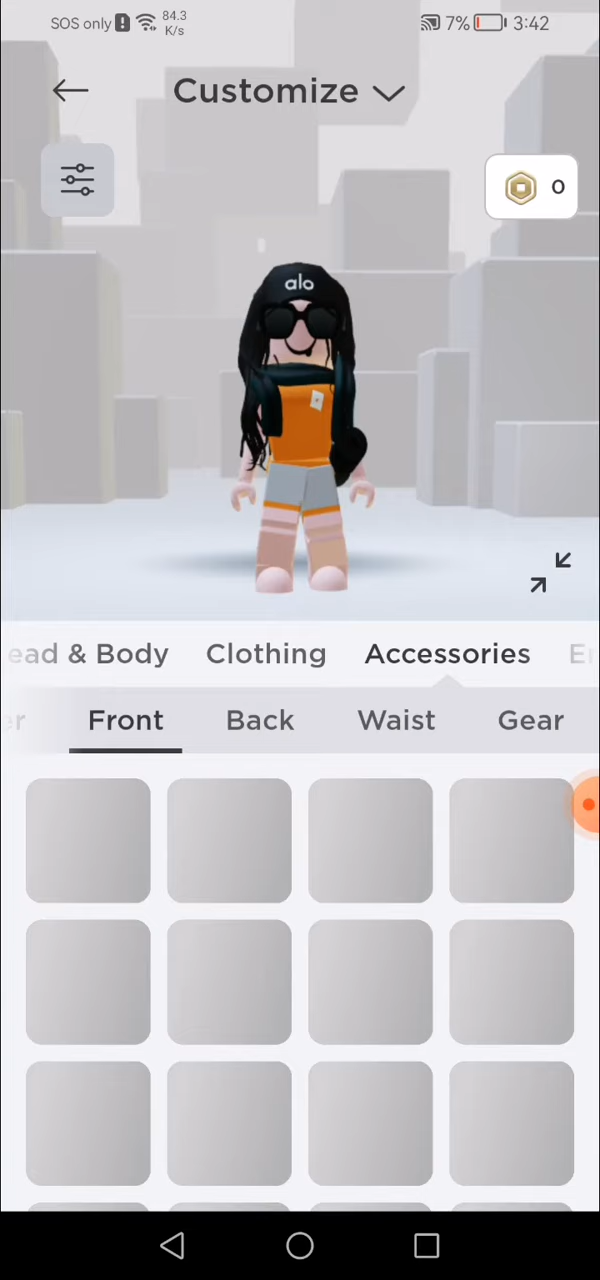 SOS only 84.3 K/s 7% 3:42
Customize
0
alo
ead & Body Clothing Accessories
Front Back Waist Gear